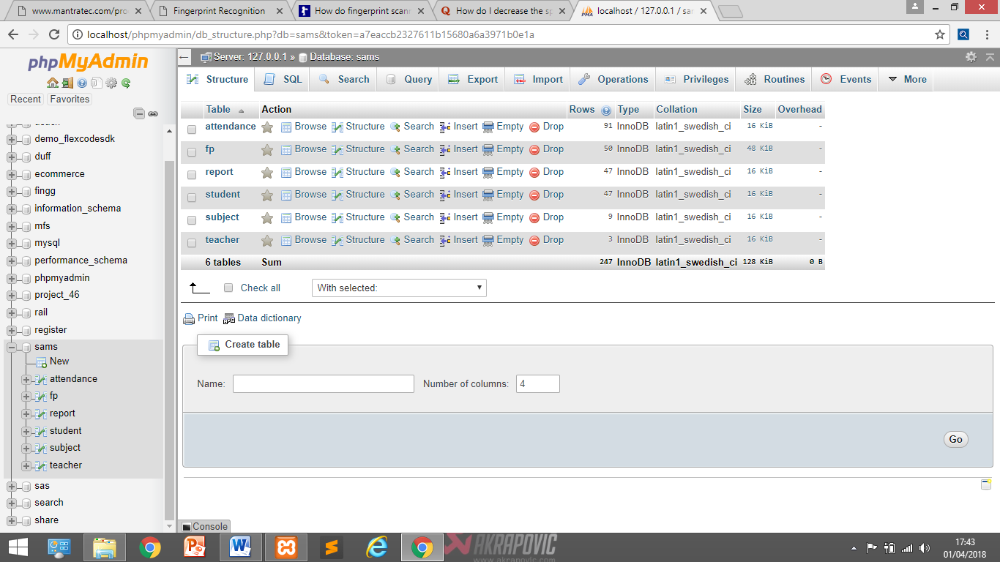 www.mantratec.com/pro
Fingerprint Recognition
How do fingerprint scann
How do I decrease the sp
localhost / 127.0.0.1 / sam
localhost/phpmyadmin/db_structure.php?db=sams&token=a7eaccb2327611b15680a6a3971b0e1a
phpMyAdmin
Recent Favorites
demo_flexcodesdk
duff
ecommerce
fingg
information_schema
mfs
mysql
performance_schema
phpmyadmin
project_46
rail
register
sams
New
attendance
fp
report
student
subject
teacher
sas
search
share
Server: 127.0.0.1 » Database: sams
Structure SQL Search Query Export Import Operations Privileges Routines Events More
Table Action Rows Type Collation Size Overhead
attendance Browse Structure Search Insert Empty Drop 91 InnoDB latin1_swedish_ci 16 KiB -
fp Browse Structure Search Insert Empty Drop 50 InnoDB latin1_swedish_ci 48 KiB -
report Browse Structure Search Insert Empty Drop 47 InnoDB latin1_swedish_ci 16 KiB -
student Browse Structure Search Insert Empty Drop 47 InnoDB latin1_swedish_ci 16 KiB -
subject Browse Structure Search Insert Empty Drop 9 InnoDB latin1_swedish_ci 16 KiB -
teacher Browse Structure Search Insert Empty Drop 3 InnoDB latin1_swedish_ci 16 KiB -
6 tables Sum 247 InnoDB latin1_swedish_ci 128 KiB 0 B
Check all With selected:
Print Data dictionary
Create table
Name: Number of columns: 4
Go
Console
AKRAPOVIC
www.akrapovic.com
17:43
01/04/2018